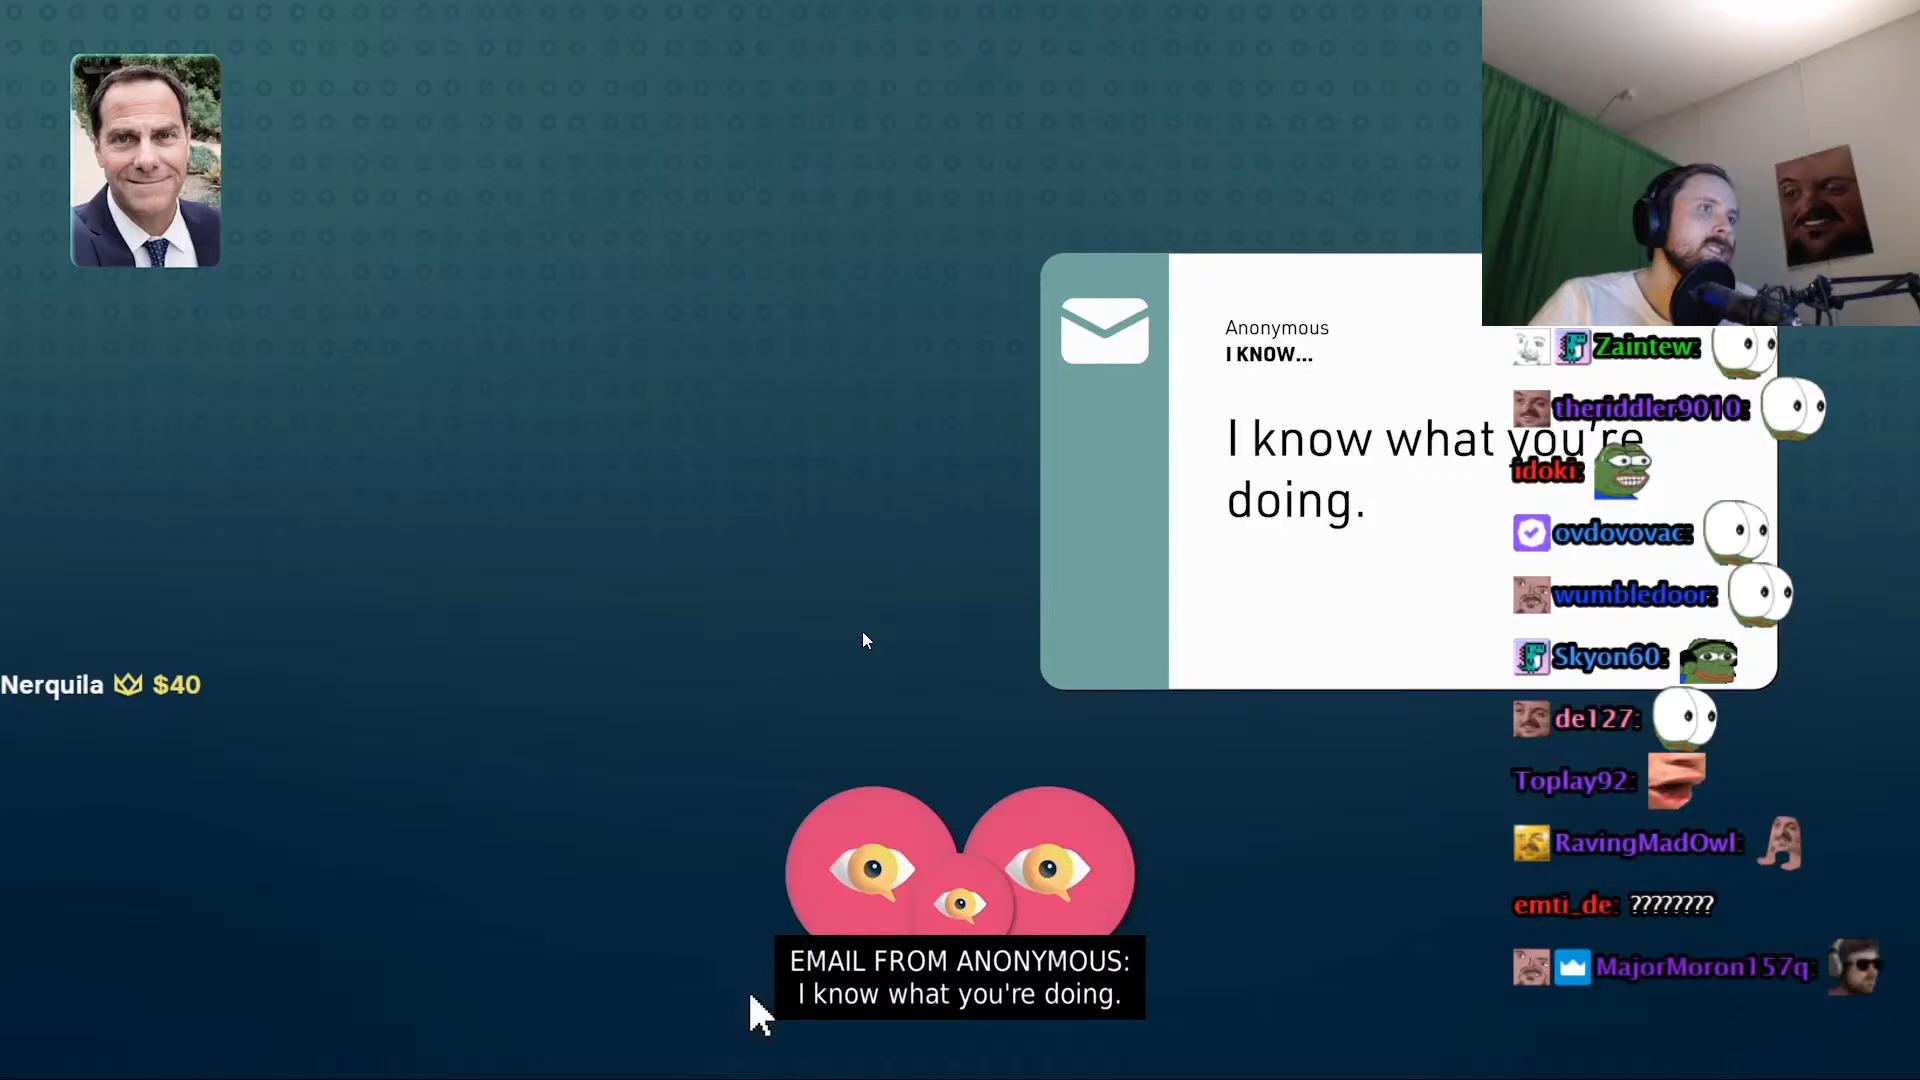 Anonymous
I KNOW...
I know what you're
doing.
Nerquila $40
Zaintew:
theriddler9010:
idoki:
ovdovovac:
wumbledoor:
Skyon60:
de127:
Toplay92:
RavingMadOwl:
emti_de: ????????
MajorMoron157q:
EMAIL FROM ANONYMOUS:
I know what you're doing.